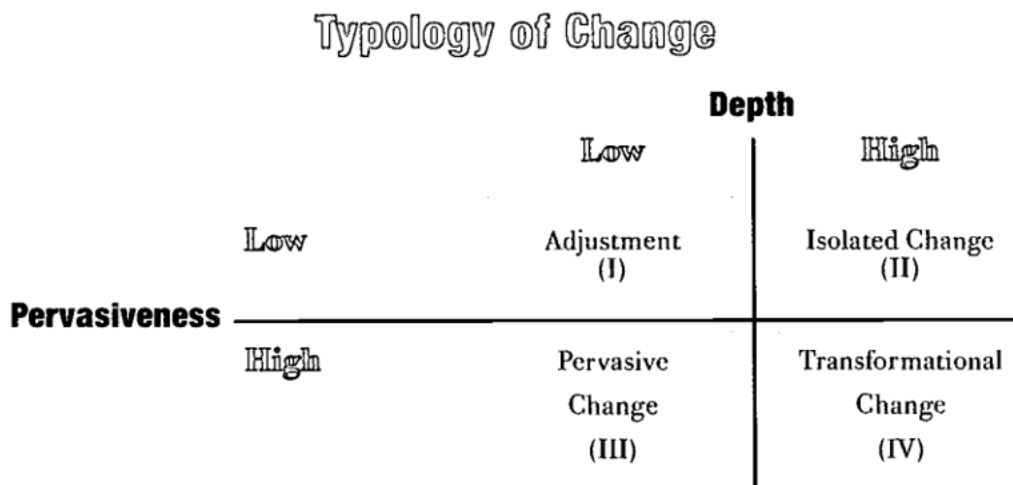 Typology of Change
Depth
Low High
Low Adjustment Isolated Change
(I) (II)
Pervasiveness
High Pervasive Transformational
Change Change
(III) (IV)